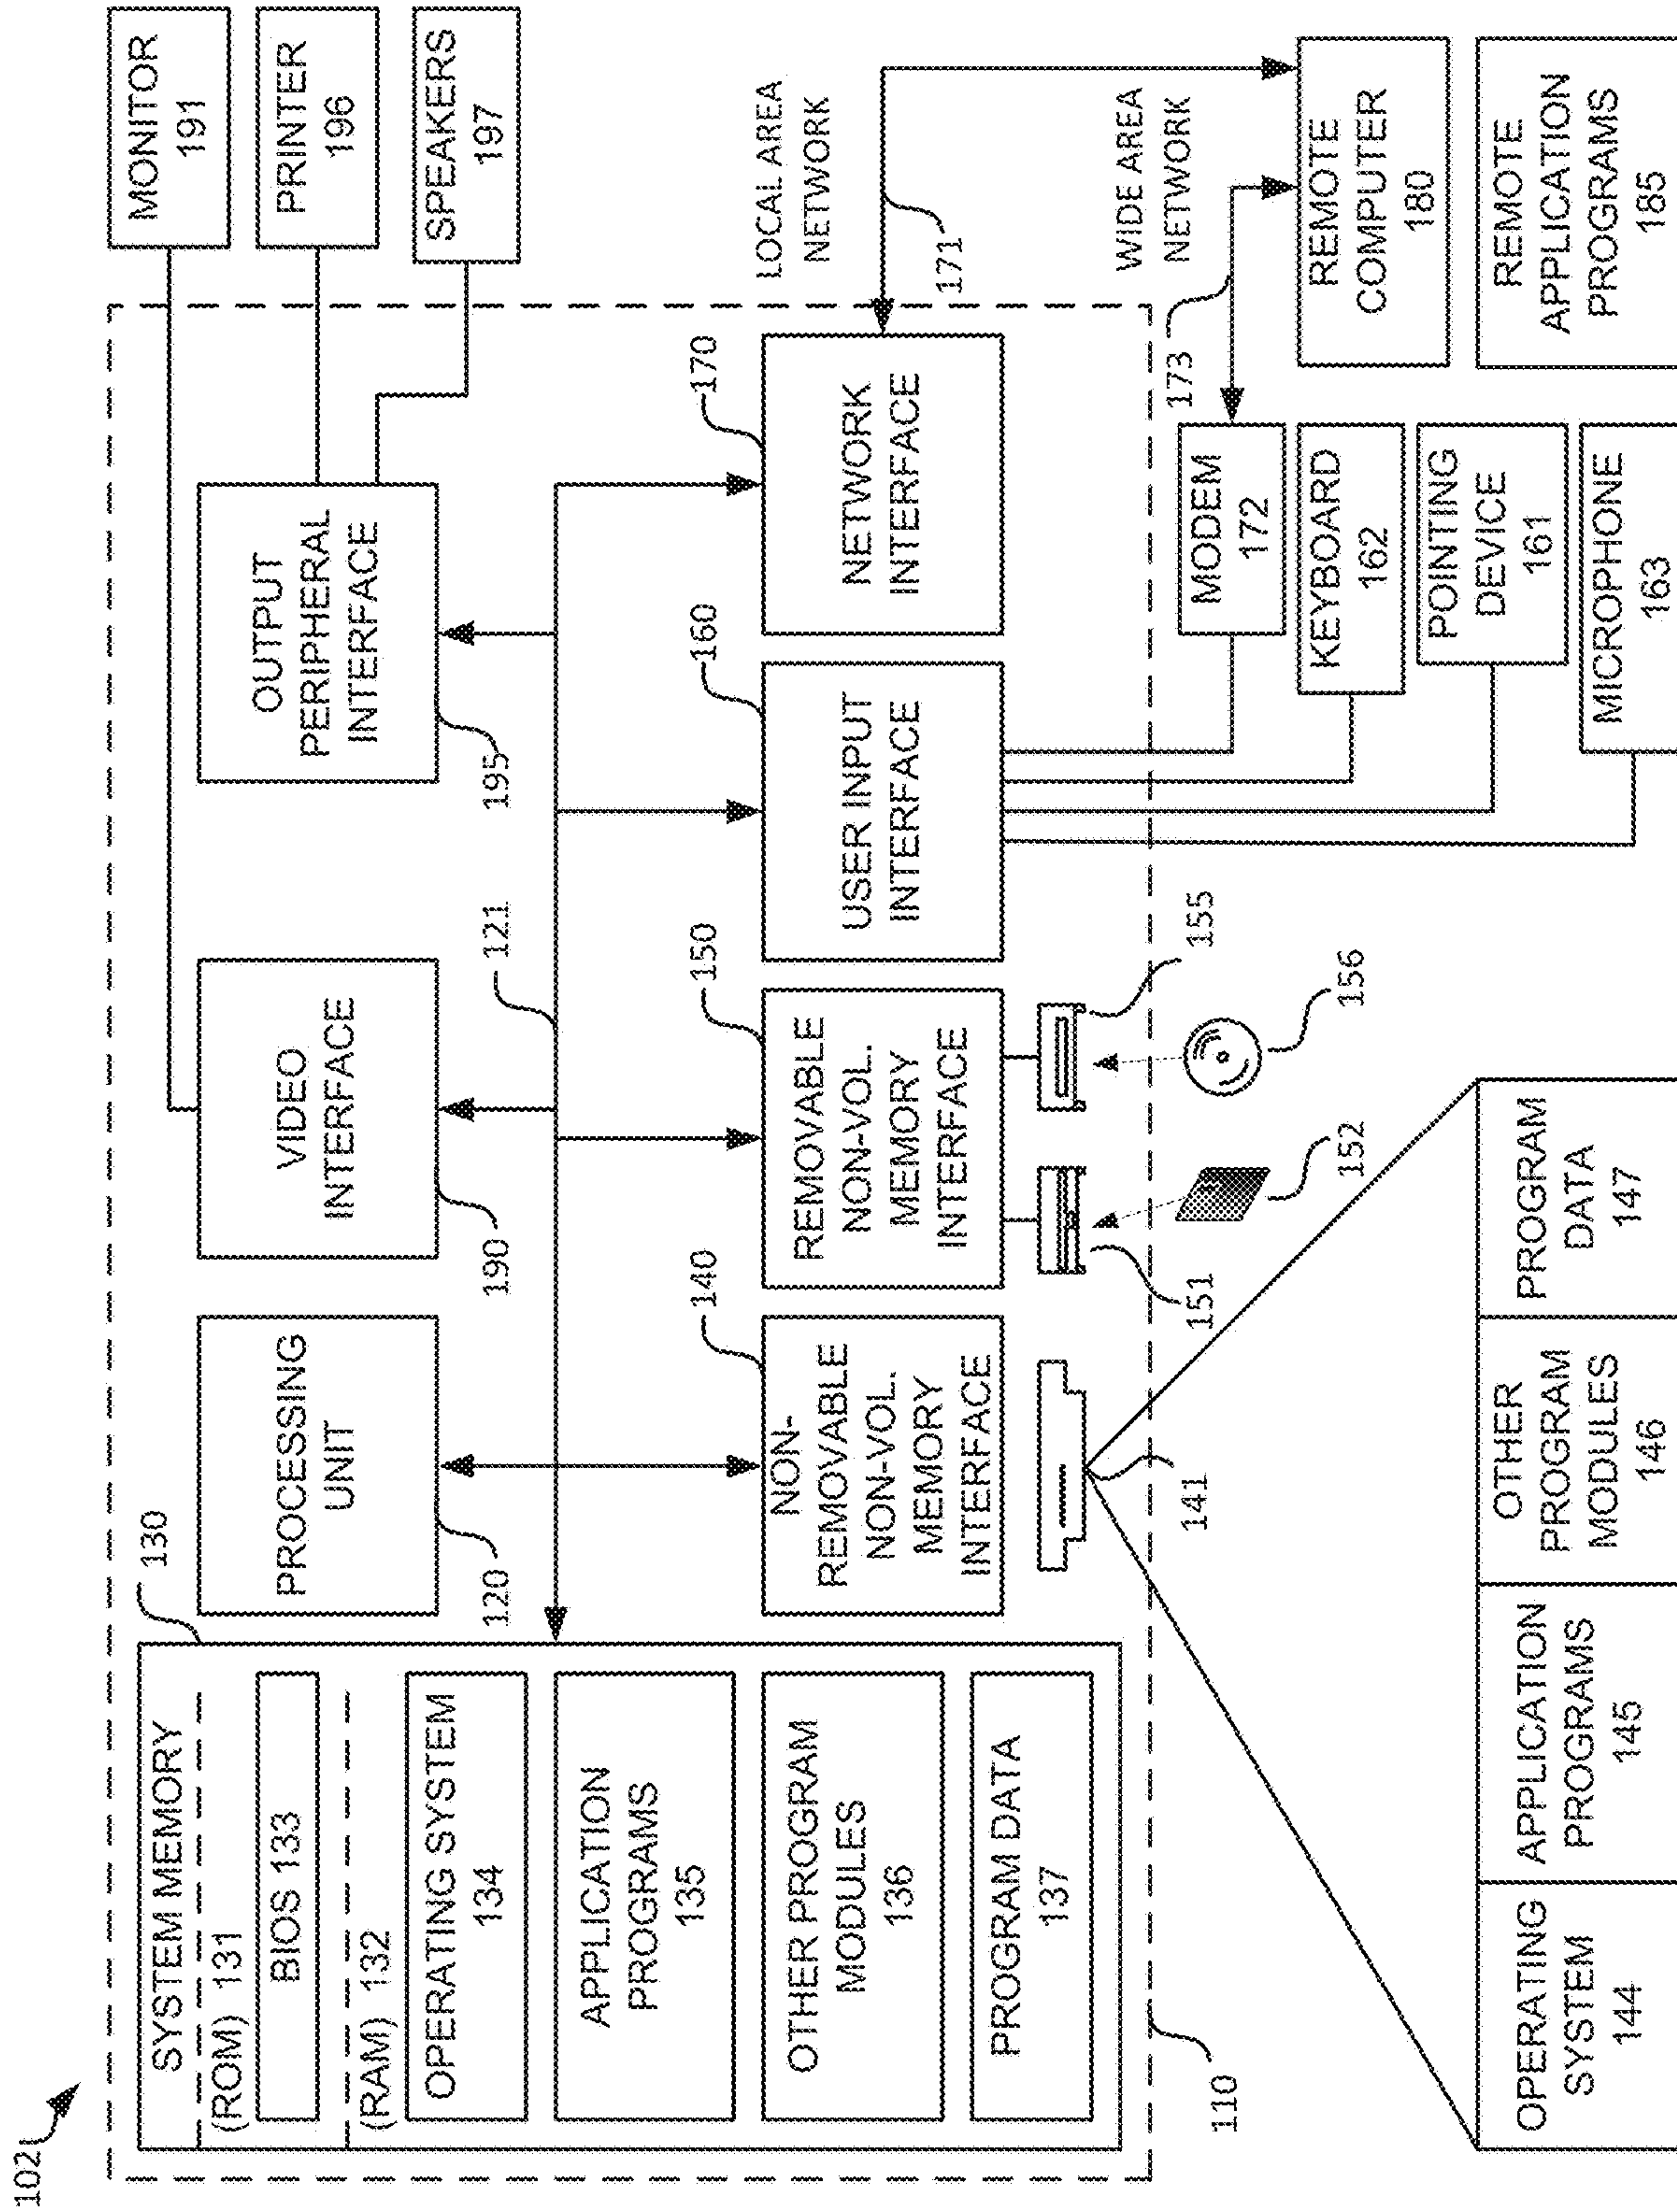 102
SYSTEM MEMORY
(ROM) 131
BIOS 133
(RAM) 132
OPERATING SYSTEM
134
APPLICATION
PROGRAMS
135
OTHER PROGRAM
MODULES
136
PROGRAM DATA
137
130
110
PROCESSING
UNIT
120
VIDEO
INTERFACE
190
OUTPUT
PERIPHERAL
INTERFACE
195
121
MONITOR
191
PRINTER
196
SPEAKERS
197
NON-
REMOVABLE
NON-VOL.
MEMORY
INTERFACE
140
REMOVABLE
NON-VOL.
MEMORY
INTERFACE
150
USER INPUT
INTERFACE
160
NETWORK
INTERFACE
170
LOCAL AREA
NETWORK
171
WIDE AREA
NETWORK
173
141
151
152
155
156
MODEM
172
KEYBOARD
162
POINTING
DEVICE
161
MICROPHONE
163
REMOTE
COMPUTER
180
REMOTE
APPLICATION
PROGRAMS
185
OPERATING
SYSTEM
144
APPLICATION
PROGRAMS
145
OTHER
PROGRAM
MODULES
146
PROGRAM
DATA
147